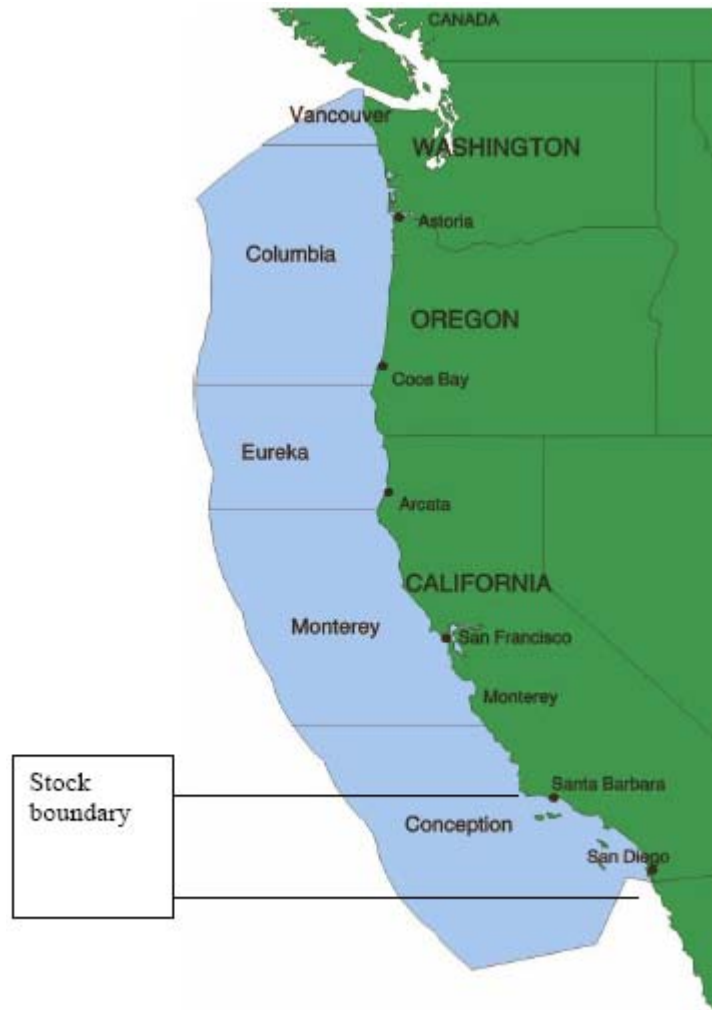 CANADA
Vancouver
WASHINGTON
Astoria
Columbia
OREGON
Coos Bay
Eureka
Arcata
CALIFORNIA
Monterey
San Francisco
Monterey
Stock
boundary
Santa Barbara
Conception
San Diego